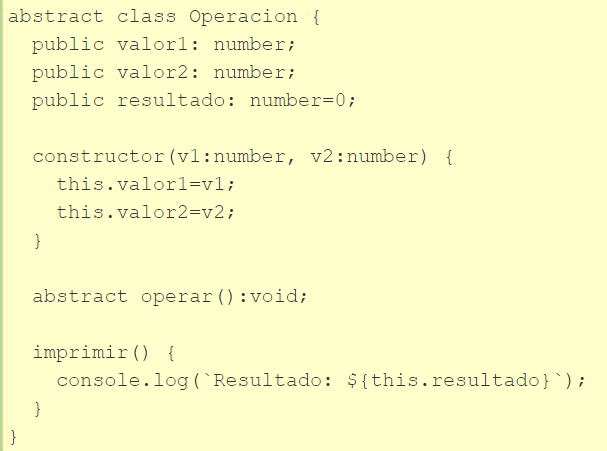 abstract class Operacion {
  public valor1: number;
  public valor2: number;
  public resultado: number=0;

  constructor(v1:number, v2:number) {
    this.valor1=v1;
    this.valor2=v2;
  }

  abstract operar():void;

  imprimir() {
    console.log(`Resultado: ${this.resultado}`);
  }
}